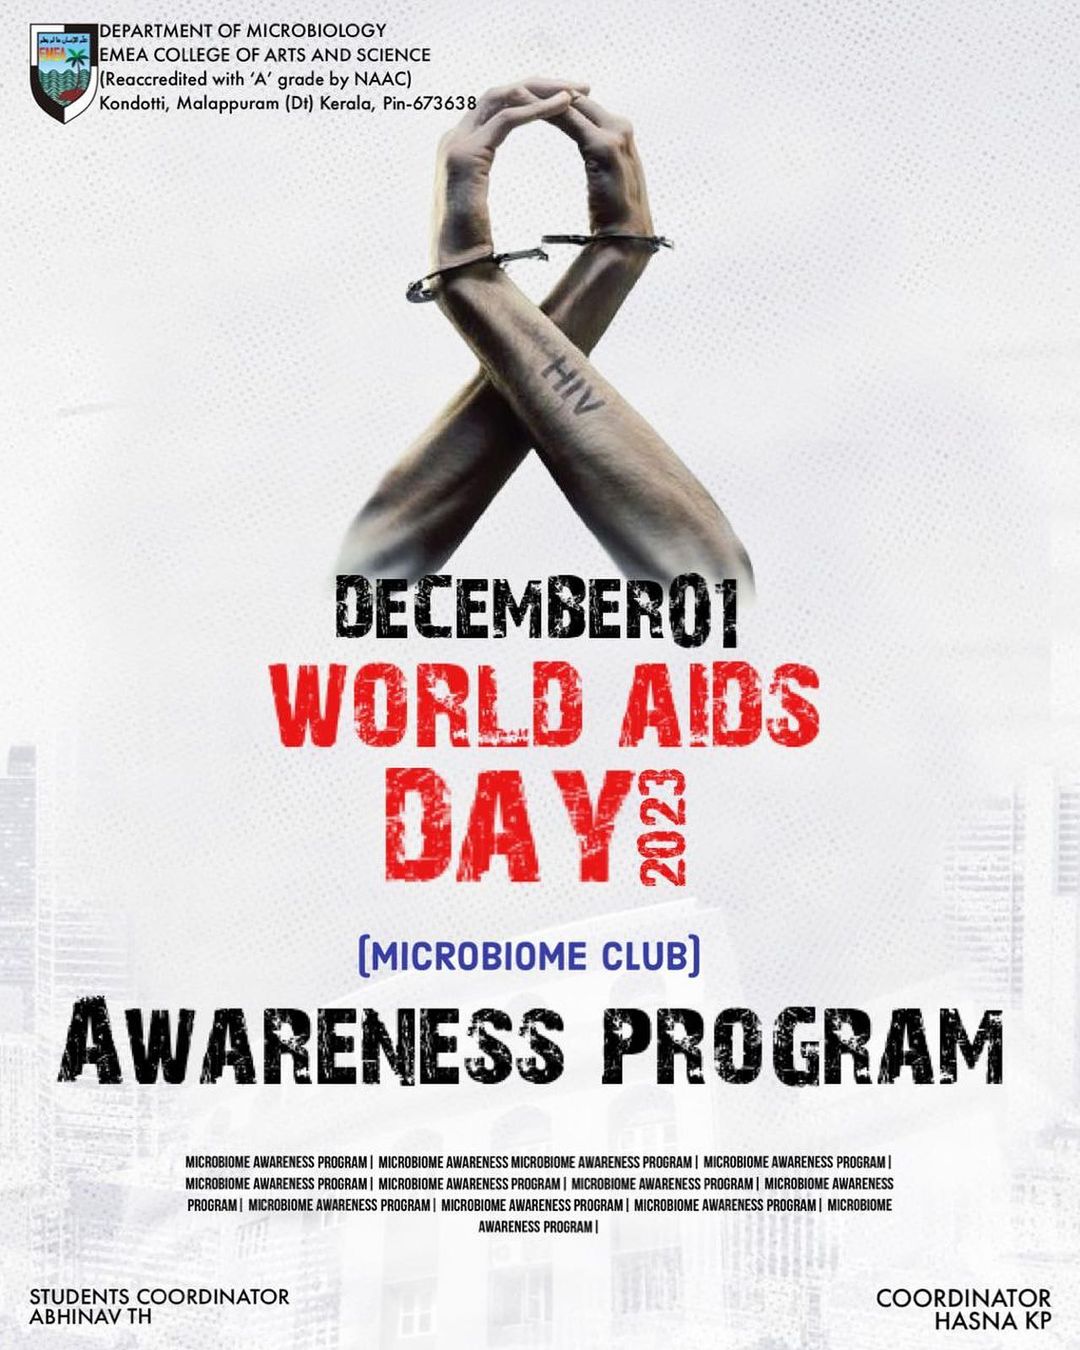 DEPARTMENT OF MICROBIOLOGY
EMEA COLLEGE OF ARTS AND SCIENCE
(Reaccredited with ‘A’ grade by NAAC)
Kondotti, Malappuram (Dt) Kerala, Pin-673638
EMEA
HIV
DECEMBER01
WORLD AIDS
DAY 2023
[MICROBIOME CLUB]
AWARENESS PROGRAM
MICROBIOME AWARENESS PROGRAM| MICROBIOME AWARENESS MICROBIOME AWARENESS PROGRAM| MICROBIOME AWARENESS PROGRAM|
MICROBIOME AWARENESS PROGRAM| MICROBIOME AWARENESS PROGRAM| MICROBIOME AWARENESS PROGRAM| MICROBIOME AWARENESS
PROGRAM| MICROBIOME AWARENESS PROGRAM| MICROBIOME AWARENESS PROGRAM| MICROBIOME AWARENESS PROGRAM| MICROBIOME
AWARENESS PROGRAM|
STUDENTS COORDINATOR
ABHINAV TH
COORDINATOR
HASNA KP